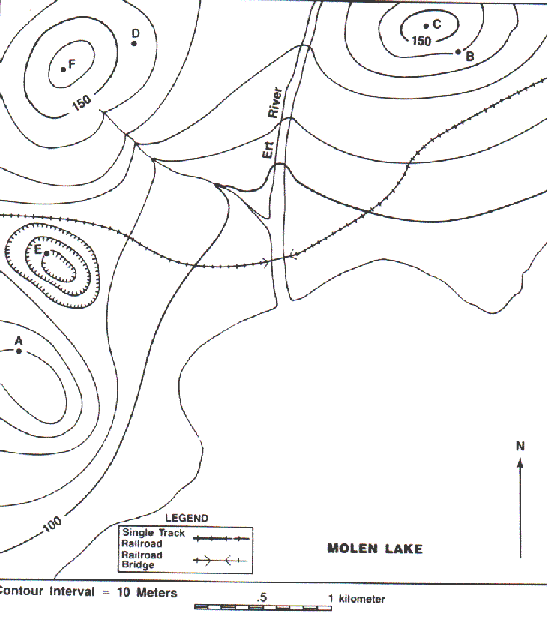 C
150
B
D
F
150
Ert River
E
A
N
100
LEGEND
Single Track
Railroad
Railroad
Bridge
MOLEN LAKE
Contour Interval = 10 Meters
.5
1 kilometer